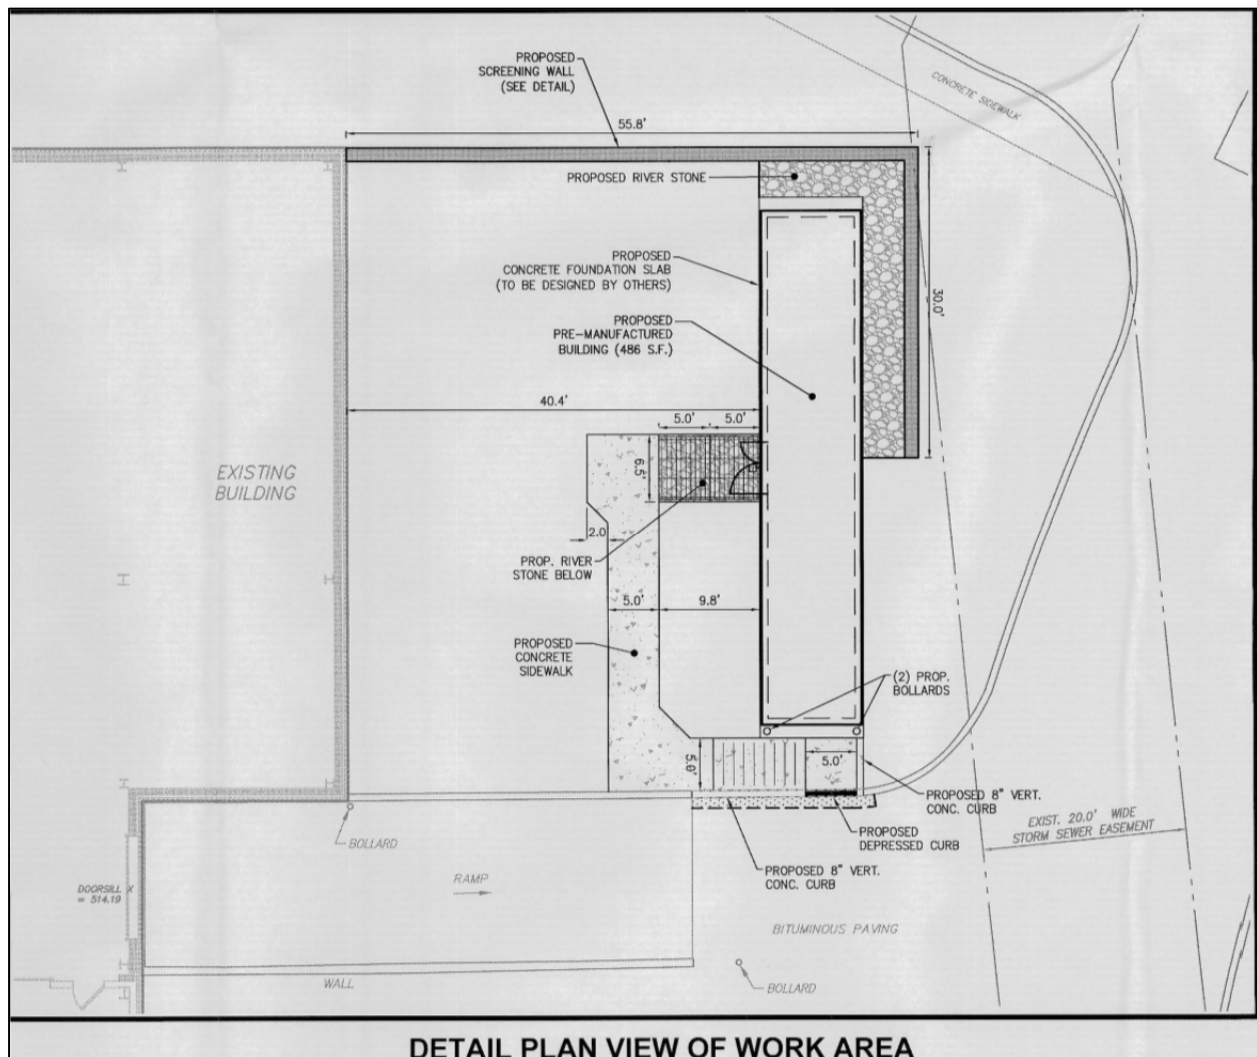 PROPOSED
SCREENING WALL
(SEE DETAIL)
CONCRETE SIDEWALK
55.8'
PROPOSED RIVER STONE
PROPOSED
CONCRETE FOUNDATION SLAB
(TO BE DESIGNED BY OTHERS)
30.0'
PROPOSED
PRE-MANUFACTURED
BUILDING (486 S.F.)
40.4'
5.0'
5.0'
6.5'
EXISTING
BUILDING
2.0
PROP. RIVER
STONE BELOW
5.0'
9.8'
PROPOSED
CONCRETE
SIDEWALK
(2) PROP.
BOLLARDS
5.0'
5.0'
PROPOSED 8" VERT.
CONC. CURB
EXIST. 20.0' WIDE
STORM SEWER EASEMENT
PROPOSED
DEPRESSED CURB
BOLLARD
PROPOSED 8" VERT.
CONC. CURB
RAMP
DOORSILL X
= 514.19
BITUMINOUS PAVING
WALL
BOLLARD
DETAIL PLAN VIEW OF WORK AREA